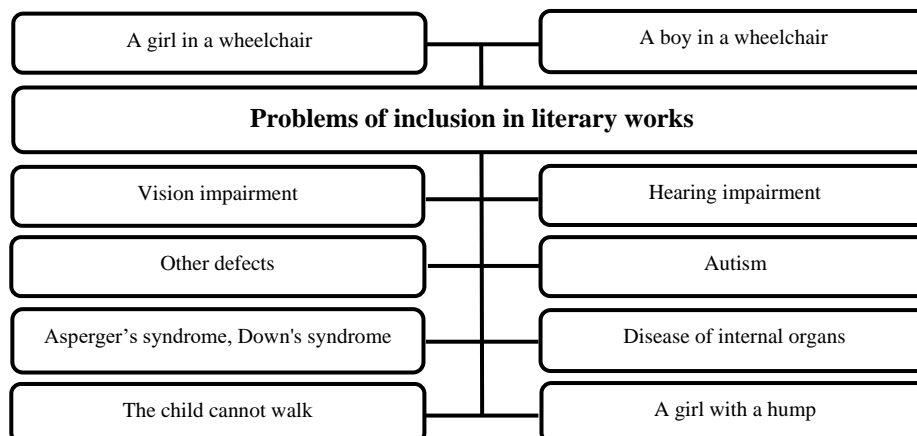 A girl in a wheelchair
A boy in a wheelchair
Problems of inclusion in literary works
Vision impairment
Hearing impairment
Other defects
Autism
Asperger’s syndrome, Down's syndrome
Disease of internal organs
The child cannot walk
A girl with a hump